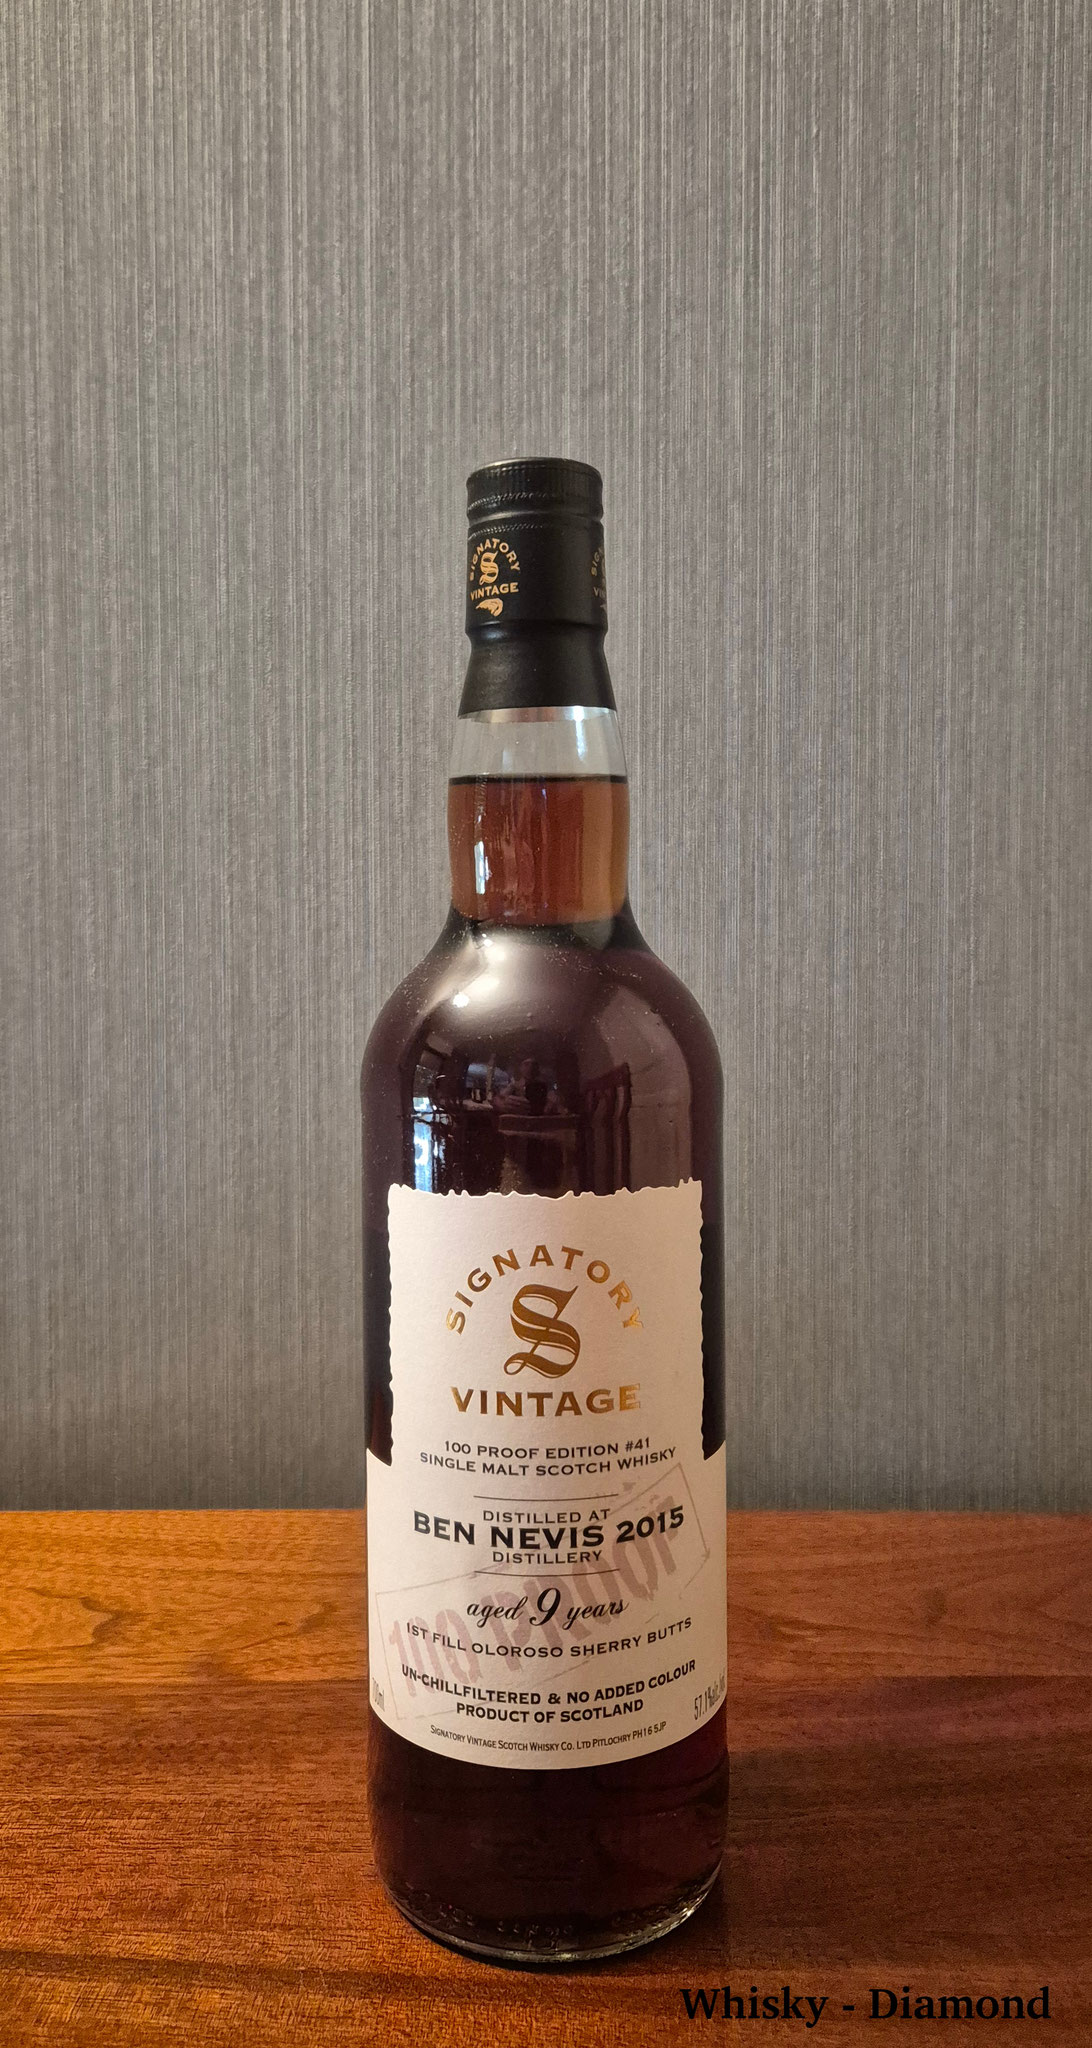 SIGNATORY
S
VINTAGE
SIGNATORY
S
VINTAGE
100 PROOF EDITION #41
SINGLE MALT SCOTCH WHISKY
DISTILLED AT
BEN NEVIS 2015
DISTILLERY
100 PROOF
aged 9 years
1ST FILL OLOROSO SHERRY BUTTS
UN-CHILLFILTERED & NO ADDED COLOUR
PRODUCT OF SCOTLAND
SIGNATORY VINTAGE SCOTCH WHISKY CO. LTD PITLOCHRY PH16 5JP
Whisky - Diamond